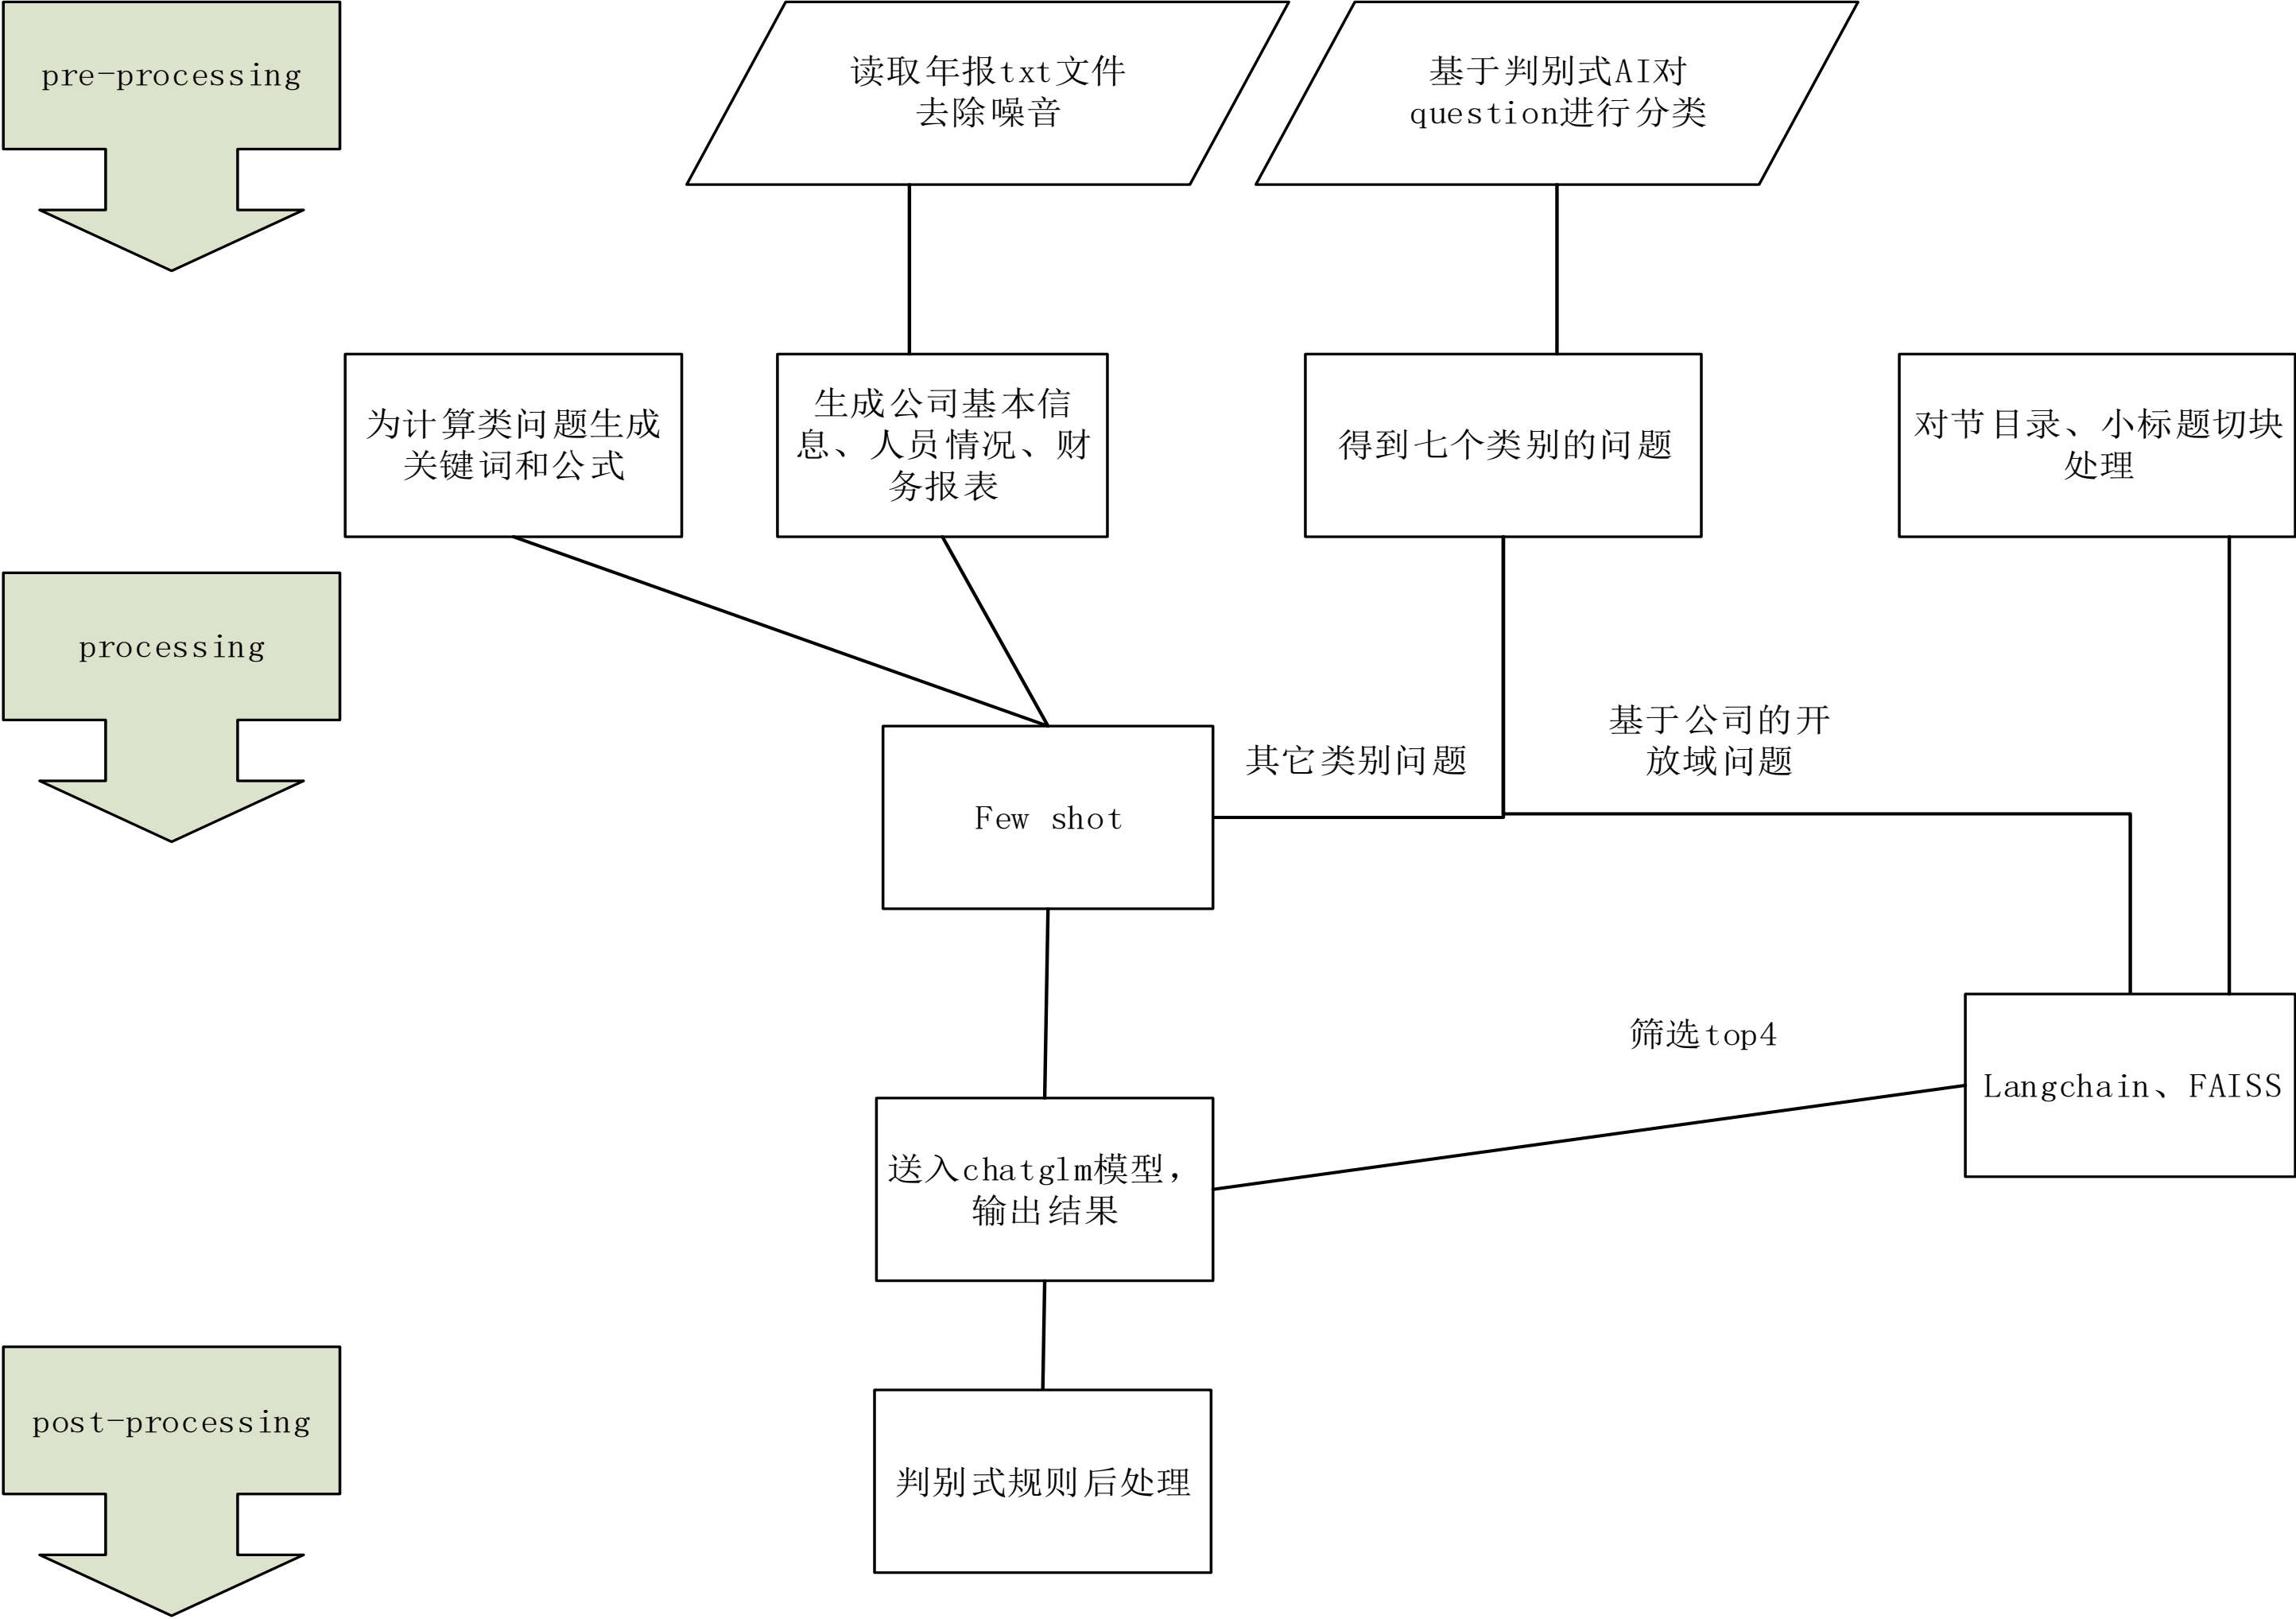 pre-processing
读取年报txt文件
去除噪音
基于判别式AI对
question进行分类
为计算类问题生成
关键词和公式
生成公司基本信
息、人员情况、财
务报表
得到七个类别的问题
对节目录、小标题切块
处理
processing
其它类别问题
基于公司的开
放域问题
Few shot
筛选top4
Langchain、FAISS
送入chatglm模型，
输出结果
post-processing
判别式规则后处理